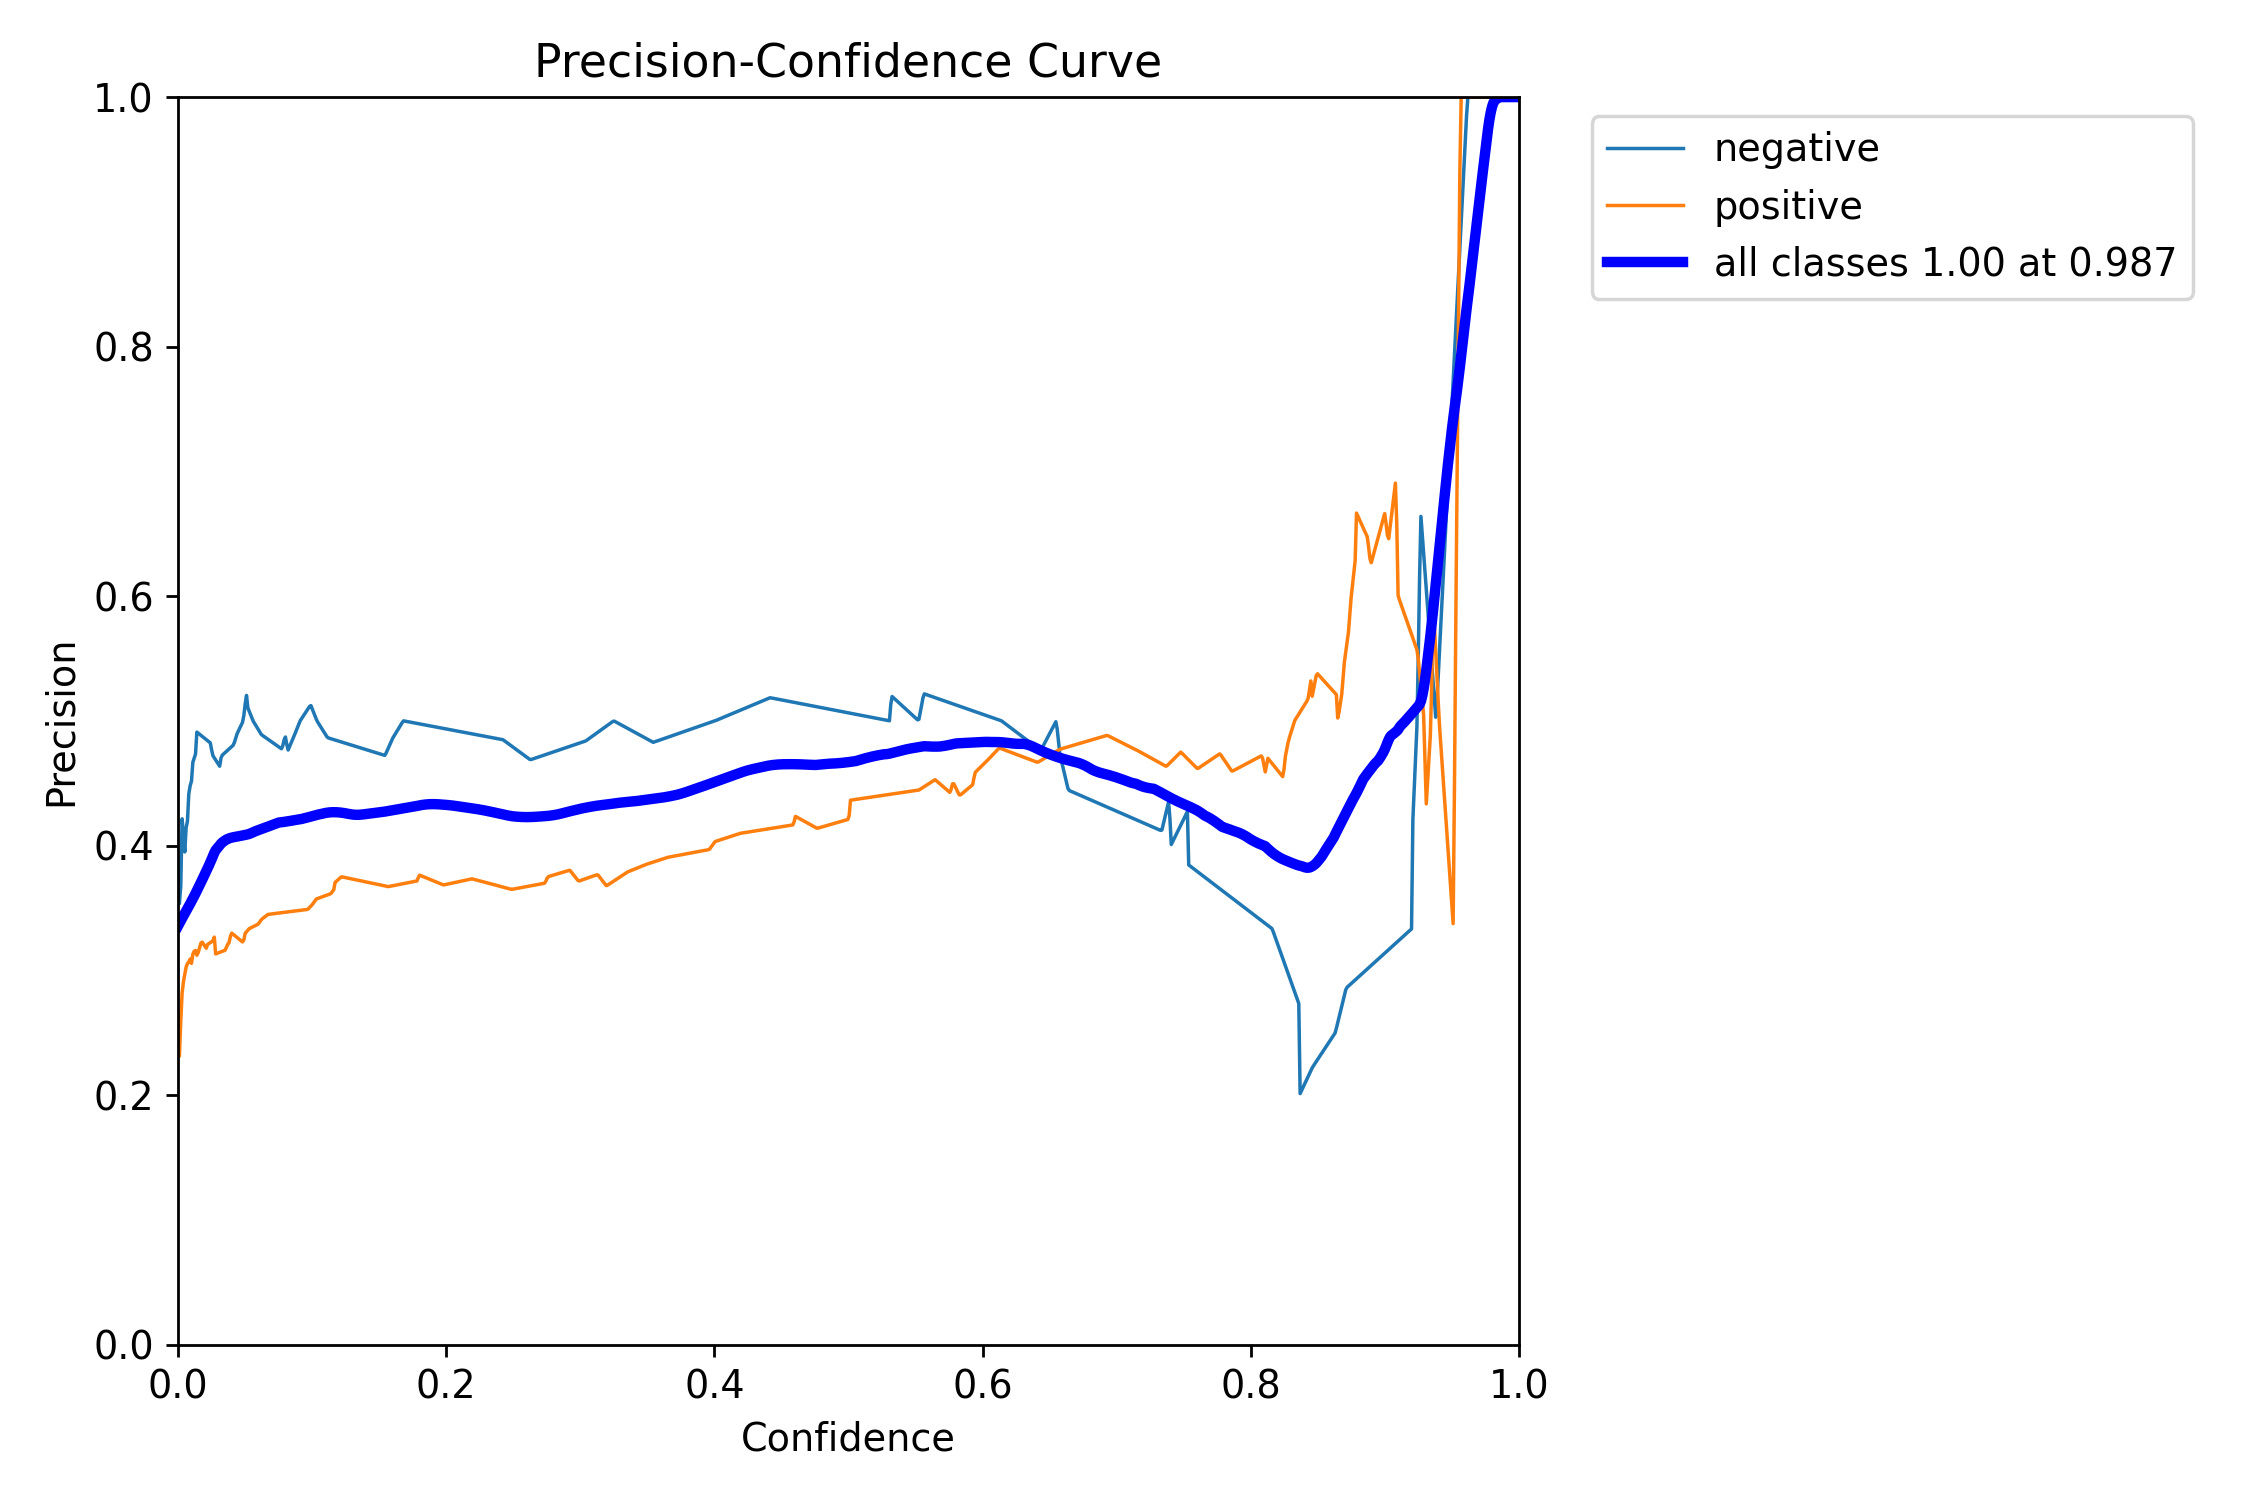 Precision-Confidence Curve
negative
positive
all classes 1.00 at 0.987
Precision
1.0
0.8
0.6
0.4
0.2
0.0
0.0 0.2 0.4 0.6 0.8 1.0
Confidence